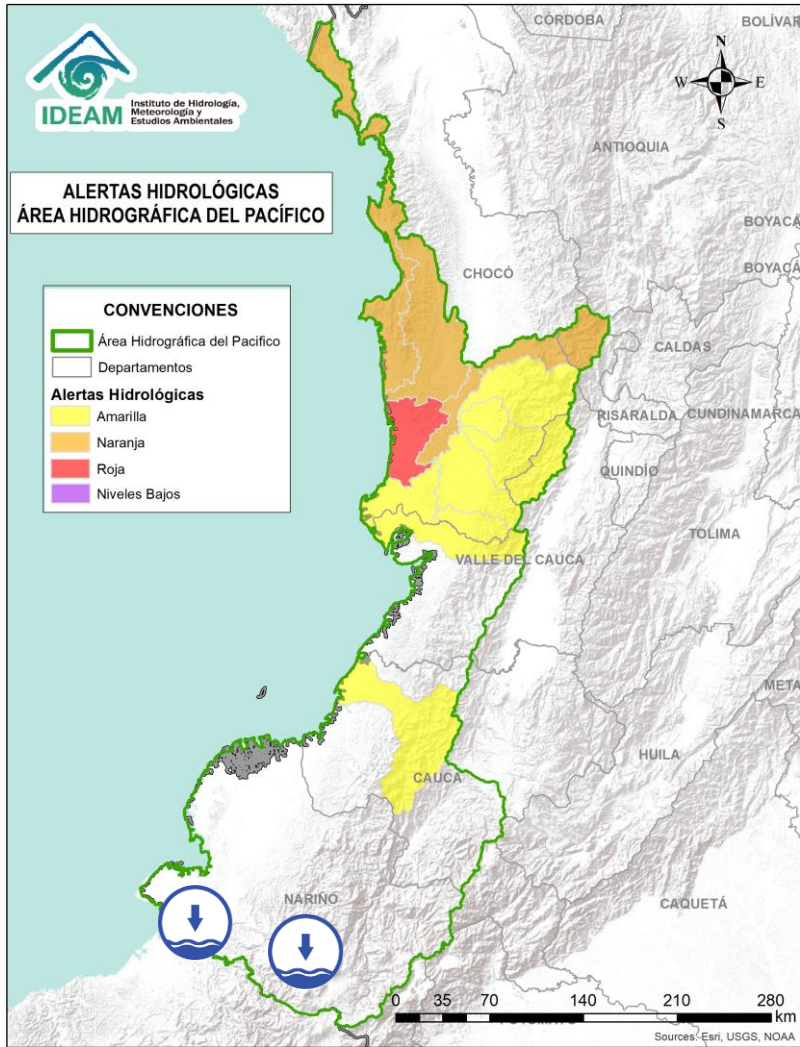 CÓRDOBA
BOLÍVAR
N
W
E
S
IDEAM
Instituto de Hidrología,
Meteorología y
Estudios Ambientales
ANTIOQUIA
ALERTAS HIDROLÓGICAS
ÁREA HIDROGRÁFICA DEL PACÍFICO
BOYACÁ
BOYACÁ
CHOCÓ
CONVENCIONES
Área Hidrográfica del Pacifico
Departamentos
Alertas Hidrológicas
Amarilla
Naranja
Roja
Niveles Bajos
CALDAS
RISARALDA
CUNDINAMARCA
QUINDÍO
TOLIMA
VALLE DEL CAUCA
META
HUILA
CAUCA
NARIÑO
CAQUETÁ
0 35 70 140 210 280
km
Sources: Esri, USGS, NOAA